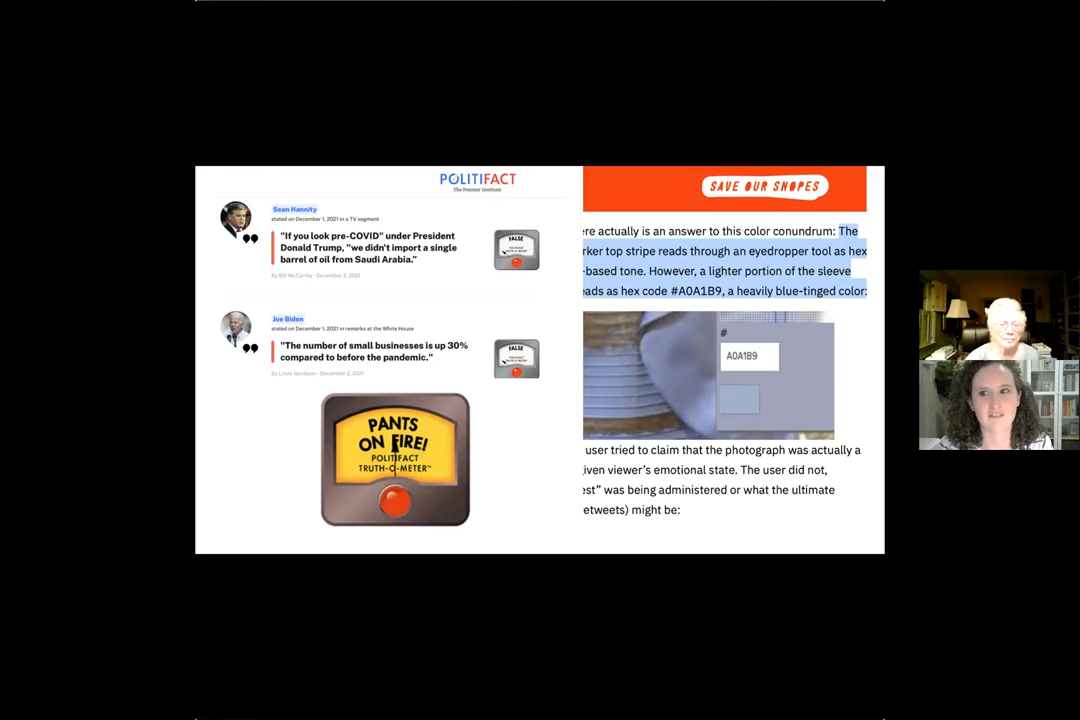 POLITIFACT
The Poynter Institute
Sean Hannity
stated on December 1, 2021 in a TV segment
"If you look pre-COVID" under President
Donald Trump, "we didn't import a single
barrel of oil from Saudi Arabia."
By Bill McCarthy • December 2, 2021
FALSE
Joe Biden
stated on December 1, 2021 in remarks at the White House
"The number of small businesses is up 30%
compared to before the pandemic."
By Louis Jacobson • December 2, 2021
FALSE
PANTS
ON FIRE!
POLITIFACT
TRUTH-O-METER™
SAVE OUR SNOPES
ere actually is an answer to this color conundrum: The
rker top stripe reads through an eyedropper tool as hex
-based tone. However, a lighter portion of the sleeve
eads as hex code #A0A1B9, a heavily blue-tinged color:
#
A0A1B9
user tried to claim that the photograph was actually a
iven viewer's emotional state. The user did not,
est" was being administered or what the ultimate
etweets) might be: